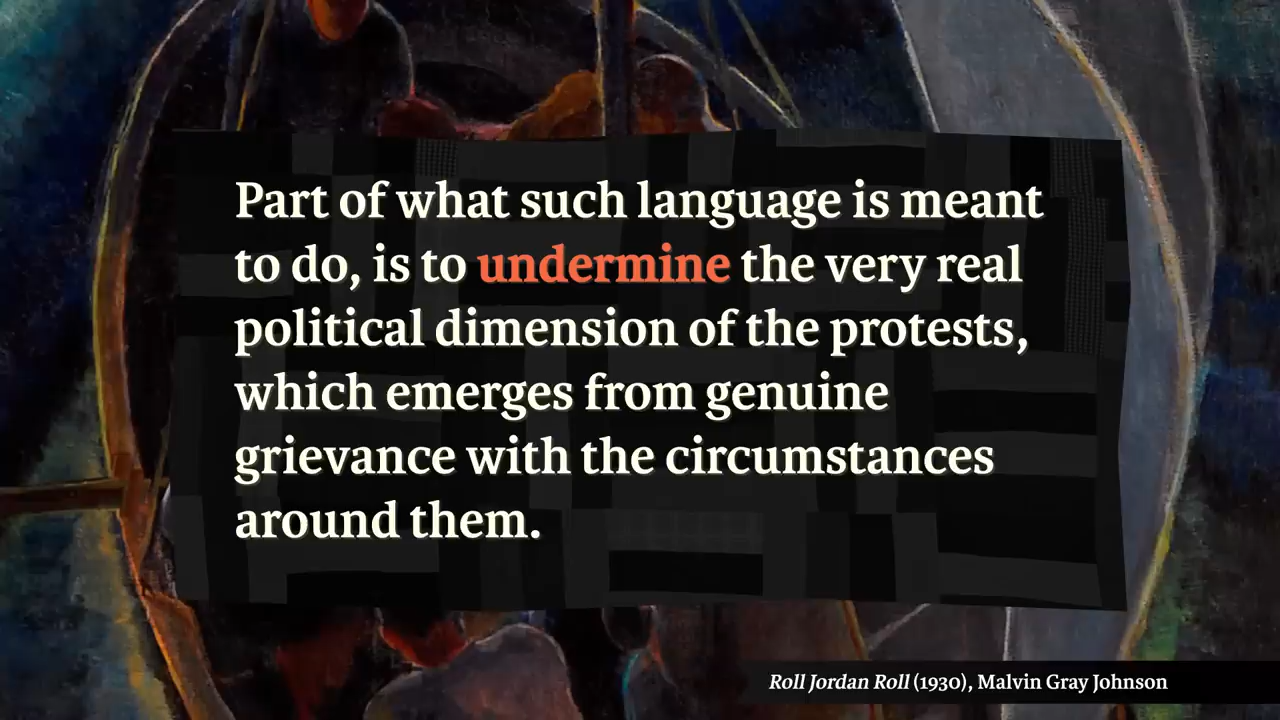 Part of what such language is meant
to do, is to undermine the very real
political dimension of the protests,
which emerges from genuine
grievance with the circumstances
around them.
Roll Jordan Roll (1930), Malvin Gray Johnson